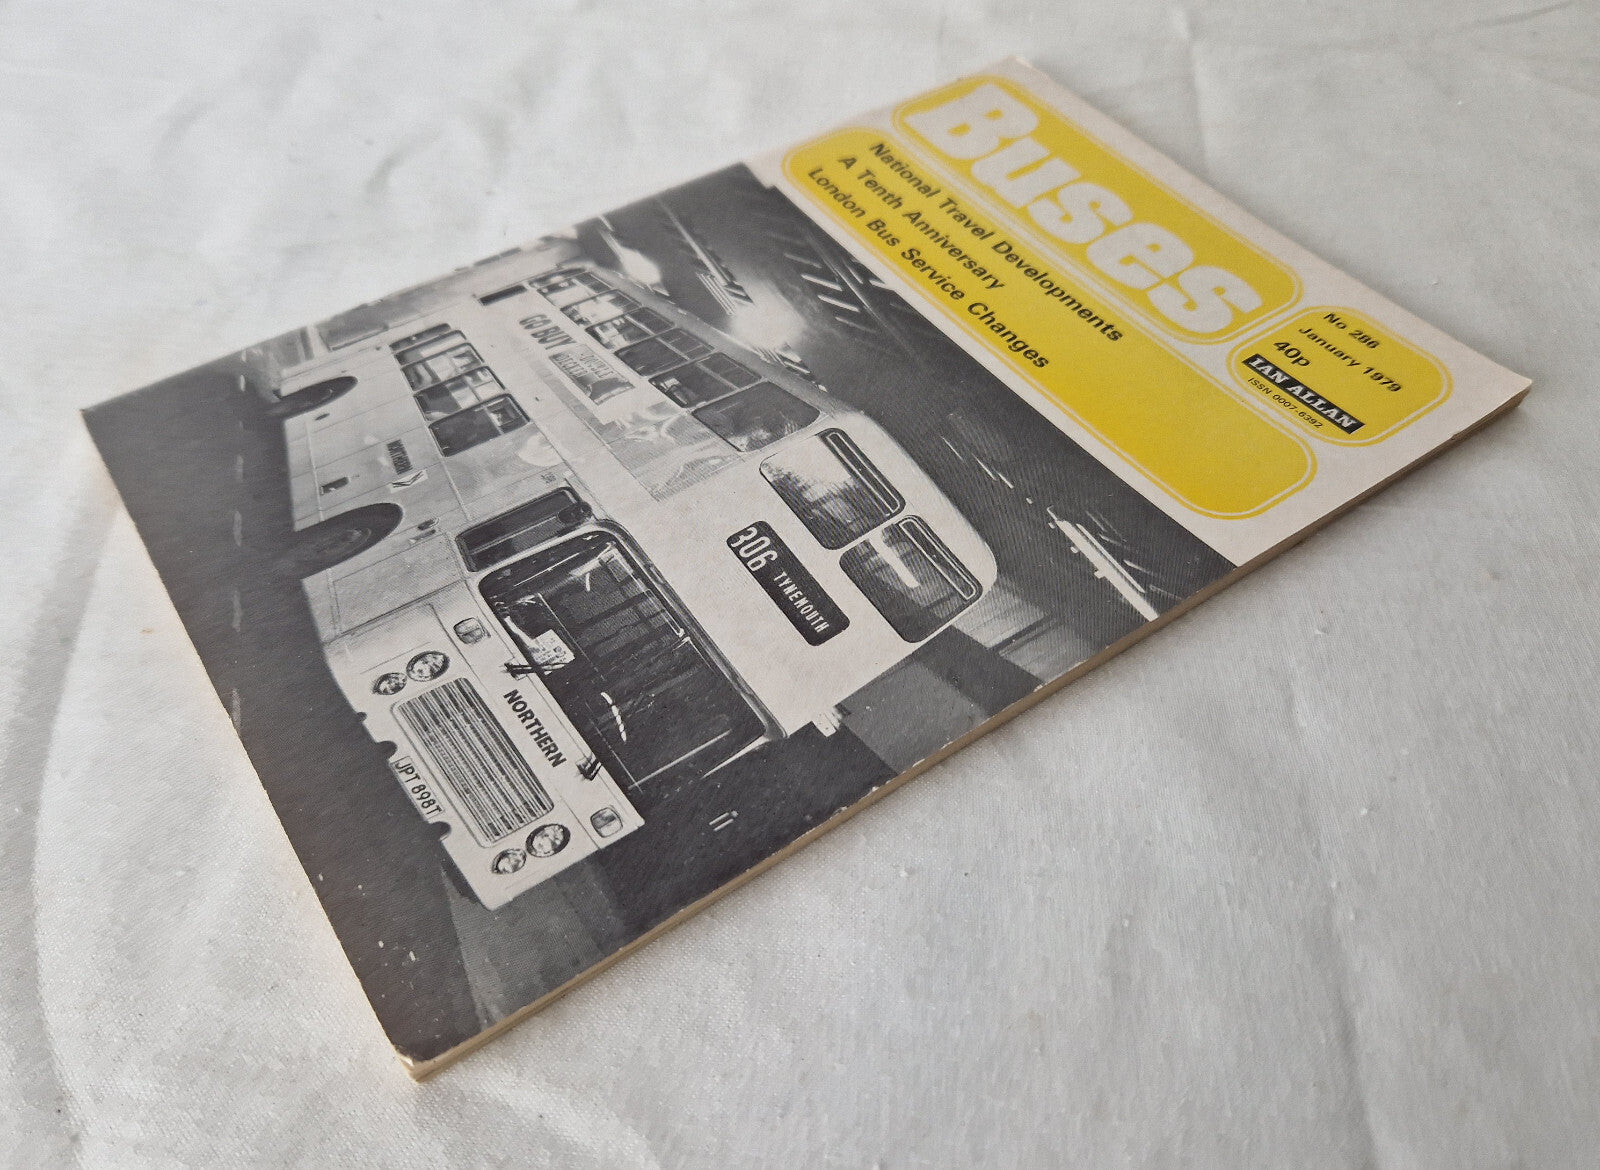 Buses
National Travel Developments
A Tenth Anniversary
London Bus Service Changes
No 286
January 1979
40p
IAN ALLAN
ISSN 0007-6392
GO BUY
306 TYNEMOUTH
NORTHERN
NORTHERN
JPT 898T